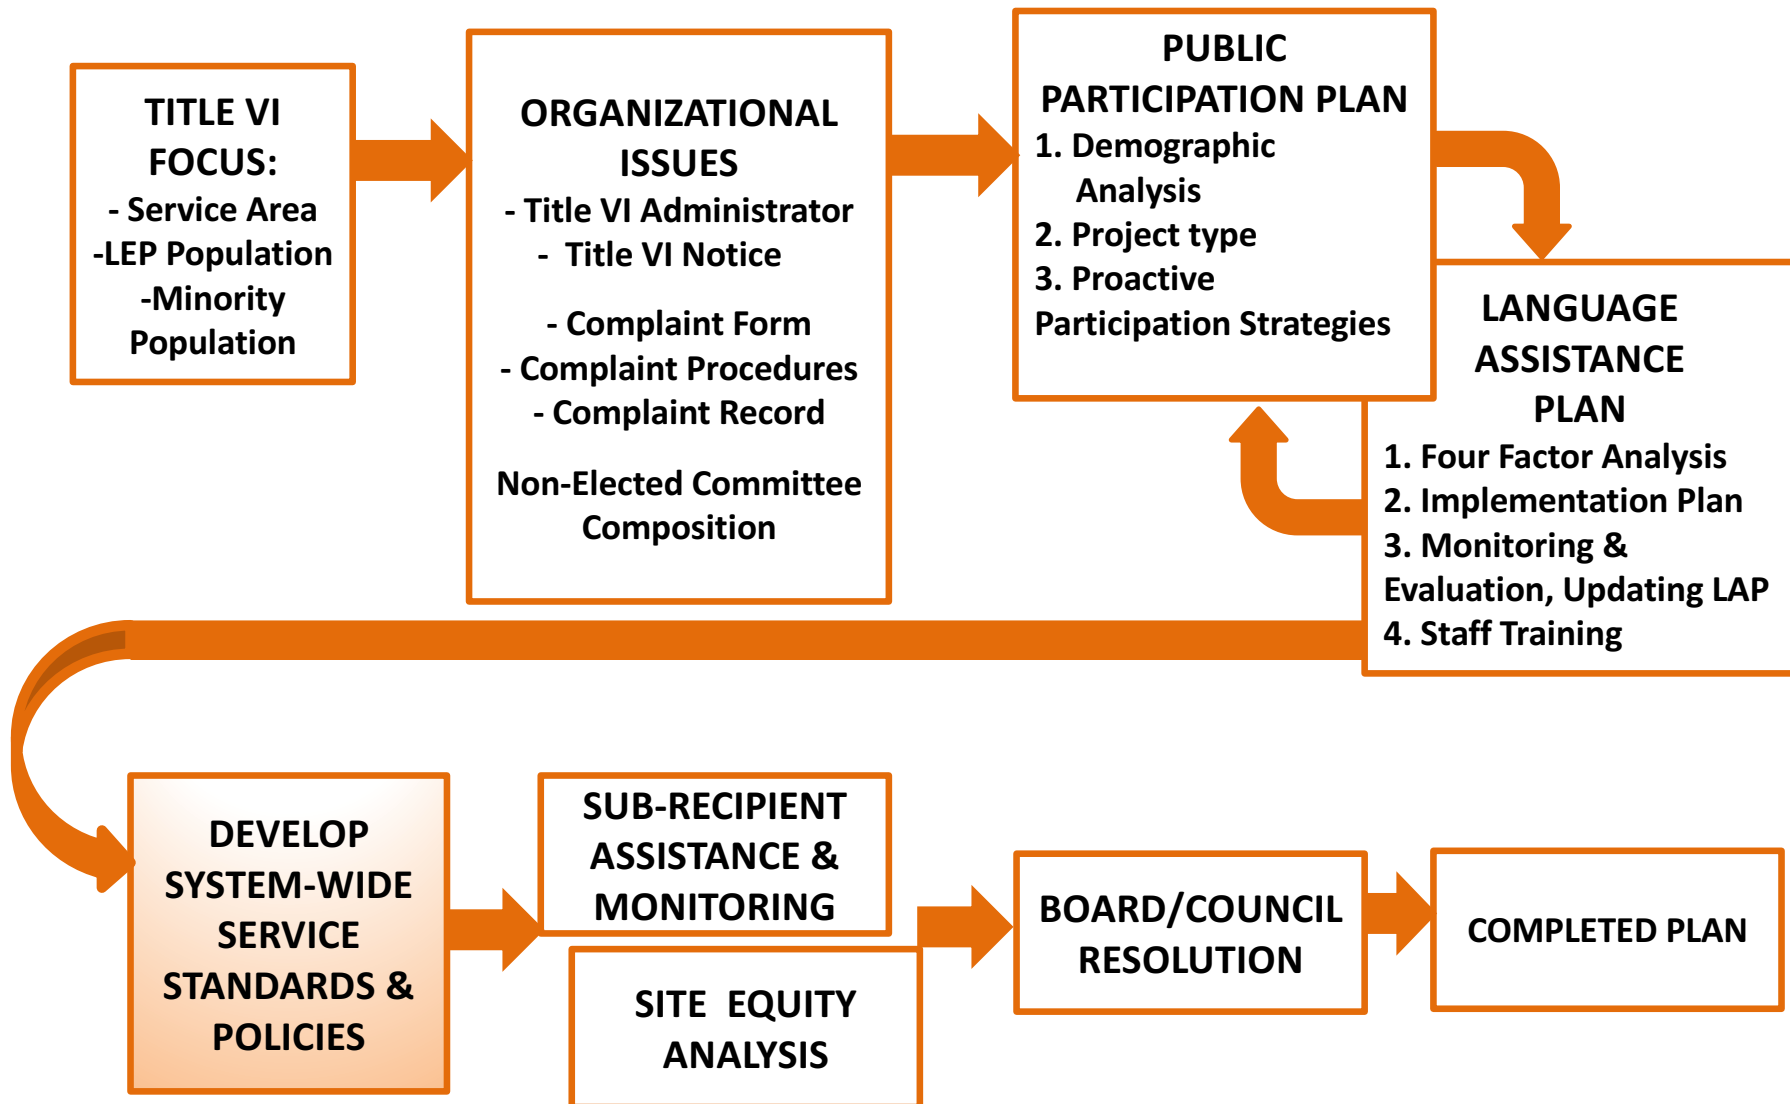 TITLE VI
FOCUS:
- Service Area
-LEP Population
-Minority
Population
ORGANIZATIONAL
ISSUES
- Title VI Administrator
- Title VI Notice
- Complaint Form
- Complaint Procedures
- Complaint Record
Non-Elected Committee
Composition
PUBLIC
PARTICIPATION PLAN
1. Demographic
Analysis
2. Project type
3. Proactive
Participation Strategies
LANGUAGE
ASSISTANCE
PLAN
1. Four Factor Analysis
2. Implementation Plan
3. Monitoring &
Evaluation, Updating LAP
4. Staff Training
DEVELOP
SYSTEM-WIDE
SERVICE
STANDARDS &
POLICIES
SUB-RECIPIENT
ASSISTANCE &
MONITORING
SITE EQUITY
ANALYSIS
BOARD/COUNCIL
RESOLUTION
COMPLETED PLAN